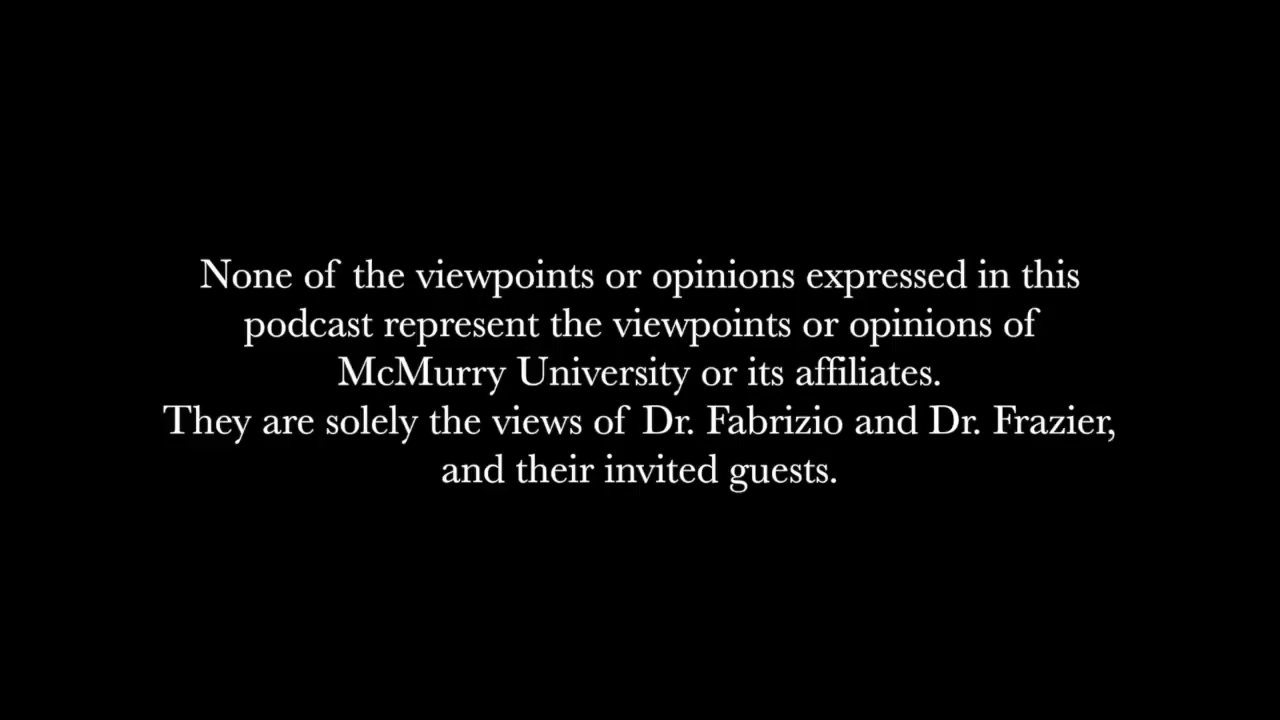 None of the viewpoints or opinions expressed in this
podcast represent the viewpoints or opinions of
McMurry University or its affiliates.
They are solely the views of Dr. Fabrizio and Dr. Frazier,
and their invited guests.